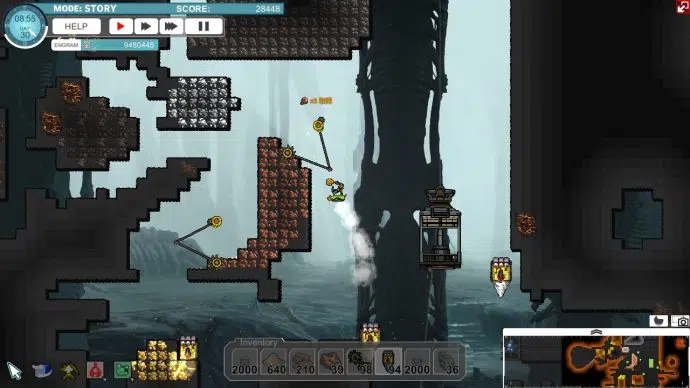 MODE: STORY SCORE: 28448
08:55
DAY
30
HELP
ENGRAM 9480445
Inventory
2000 640 210 39 98 94 2000 36